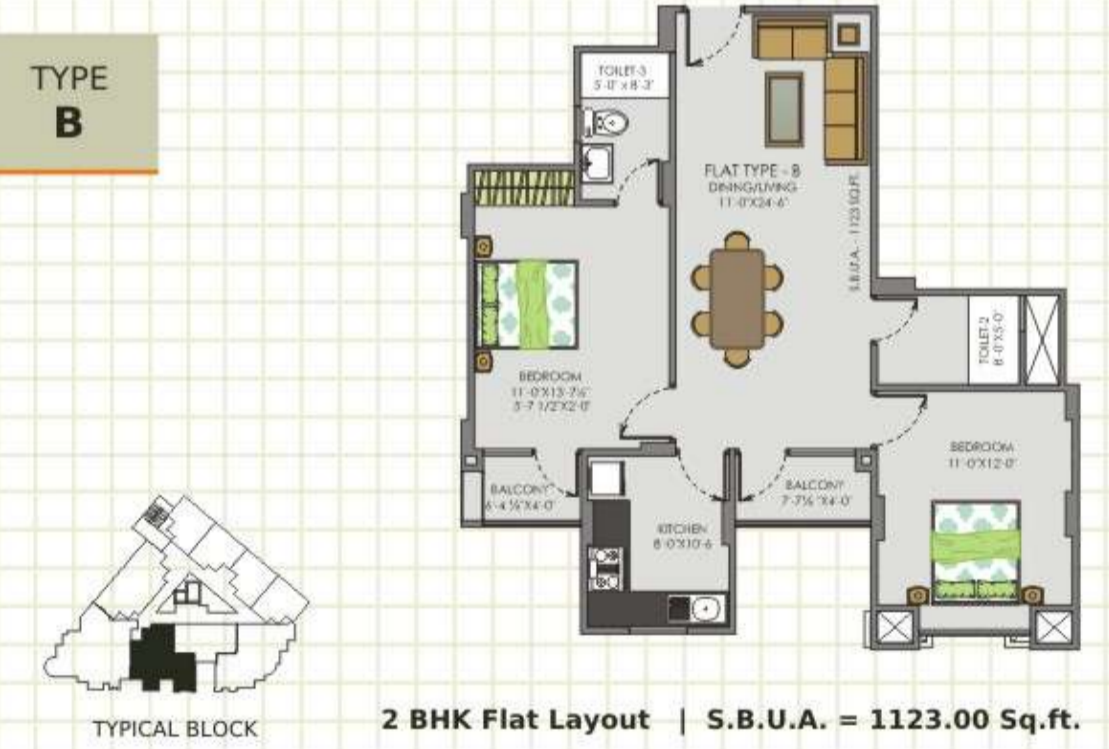 TYPE
B
TOILET-3
5'-0" x 8'-3"
FLAT TYPE - B
DINING/LIVING
11'-0"X24'-6"
S.B.U.A. - 1123 SQ.FT.
TOILET-2
8'-0"X5'-0"
BEDROOM
11'-0"X13'-7½"
5'-7 1/2"X2'-0"
BEDROOM
11'-0"X12'-0"
BALCONY
6'-4 ½"X4'-0"
BALCONY
7'-7½ "X4'-0"
KITCHEN
8'-0"X10'-6
TYPICAL BLOCK
2 BHK Flat Layout | S.B.U.A. = 1123.00 Sq.ft.